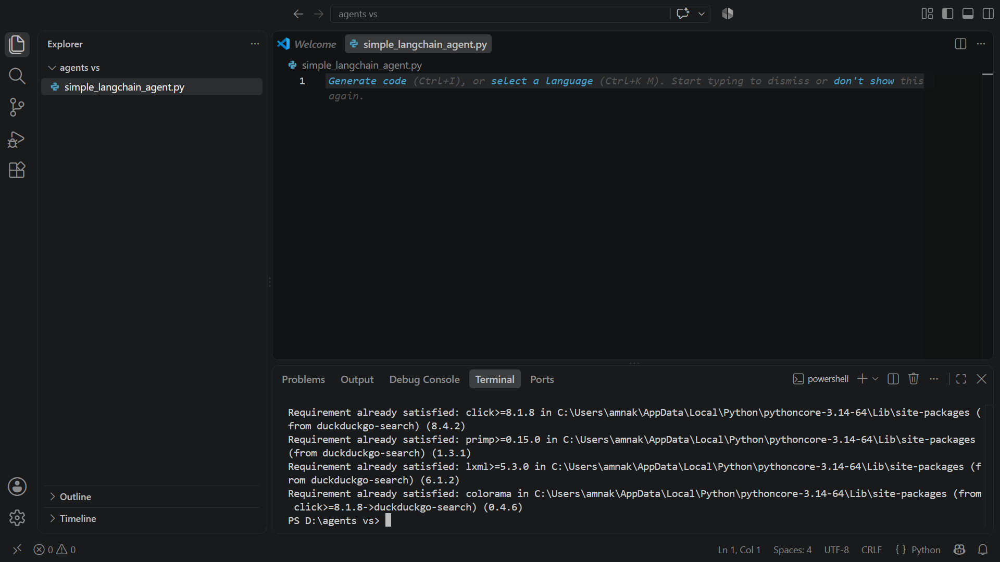 agents vs
Explorer
agents vs
simple_langchain_agent.py
Outline
Timeline
Welcome
simple_langchain_agent.py
simple_langchain_agent.py
1
Generate code (Ctrl+I), or select a language (Ctrl+K M). Start typing to dismiss or don't show this
again.
Problems
Output
Debug Console
Terminal
Ports
powershell
Requirement already satisfied: click>=8.1.8 in C:\Users\amnak\AppData\Local\Python\pythoncore-3.14-64\Lib\site-packages (
from duckduckgo-search) (8.4.2)
Requirement already satisfied: primp>=0.15.0 in C:\Users\amnak\AppData\Local\Python\pythoncore-3.14-64\Lib\site-packages
(from duckduckgo-search) (1.3.1)
Requirement already satisfied: lxml>=5.3.0 in C:\Users\amnak\AppData\Local\Python\pythoncore-3.14-64\Lib\site-packages (f
rom duckduckgo-search) (6.1.2)
Requirement already satisfied: colorama in C:\Users\amnak\AppData\Local\Python\pythoncore-3.14-64\Lib\site-packages (from
 click>=8.1.8->duckduckgo-search) (0.4.6)
PS D:\agents vs>
0 0
Ln 1, Col 1
Spaces: 4
UTF-8
CRLF
{ } Python